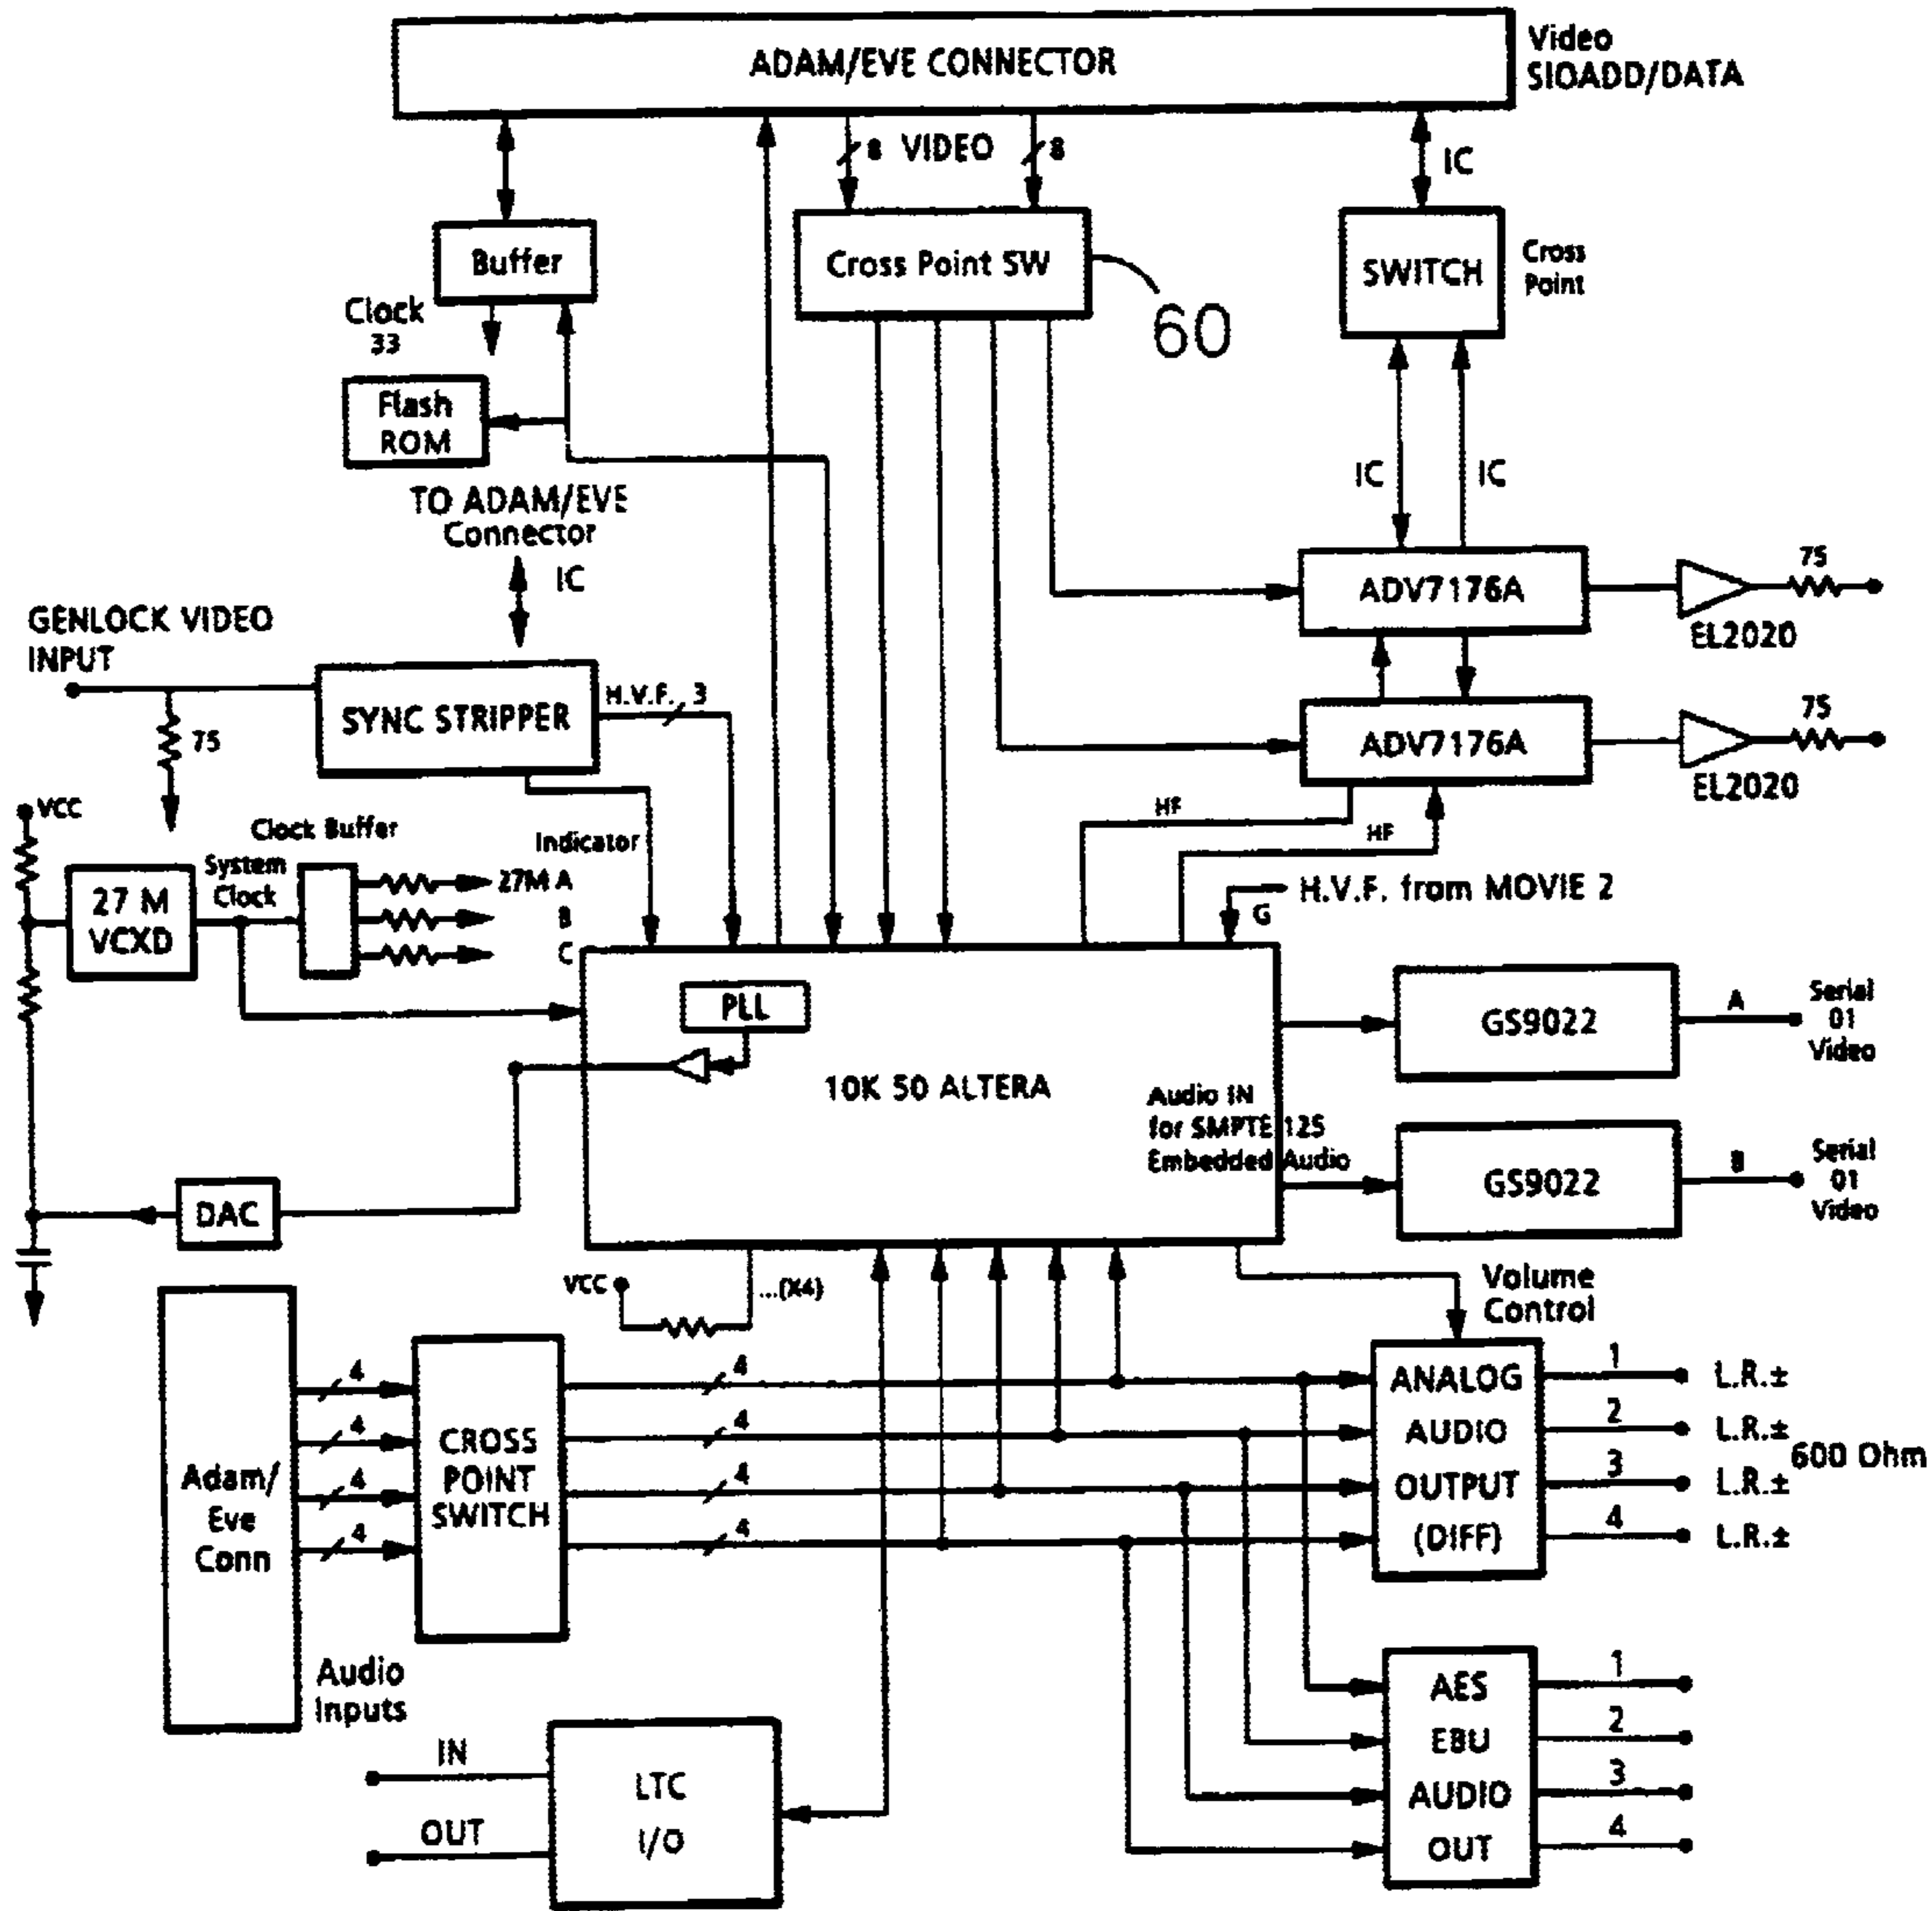 ADAM/EVE CONNECTOR
Video
SIOADD/DATA
8 VIDEO 8
IC
Buffer
Cross Point SW
60
SWITCH
Cross
Point
Clock
33
Flash
ROM
IC
IC
TO ADAM/EVE
Connector
IC
ADV7176A
75
EL2020
GENLOCK VIDEO
INPUT
75
SYNC STRIPPER
H.V.F. 3
ADV7176A
75
EL2020
HF
HF
VCC
Clock Buffer
Indicator
System
Clock
27 M
VCXD
27M A
B
C
H.V.F. from MOVIE 2
G
PLL
10K 50 ALTERA
Audio IN
for SMPTE 125
Embedded Audio
GS9022
A
Serial
01
Video
GS9022
B
Serial
01
Video
DAC
VCC
...(X4)
Volume
Control
Adam/
Eve
Conn
4
4
4
4
CROSS
POINT
SWITCH
4
4
4
4
ANALOG
AUDIO
OUTPUT
(DIFF)
1 L.R.±
2 L.R.±
3 L.R.±
4 L.R.±
600 Ohm
Audio
Inputs
IN
OUT
LTC
I/O
AES
EBU
AUDIO
OUT
1
2
3
4